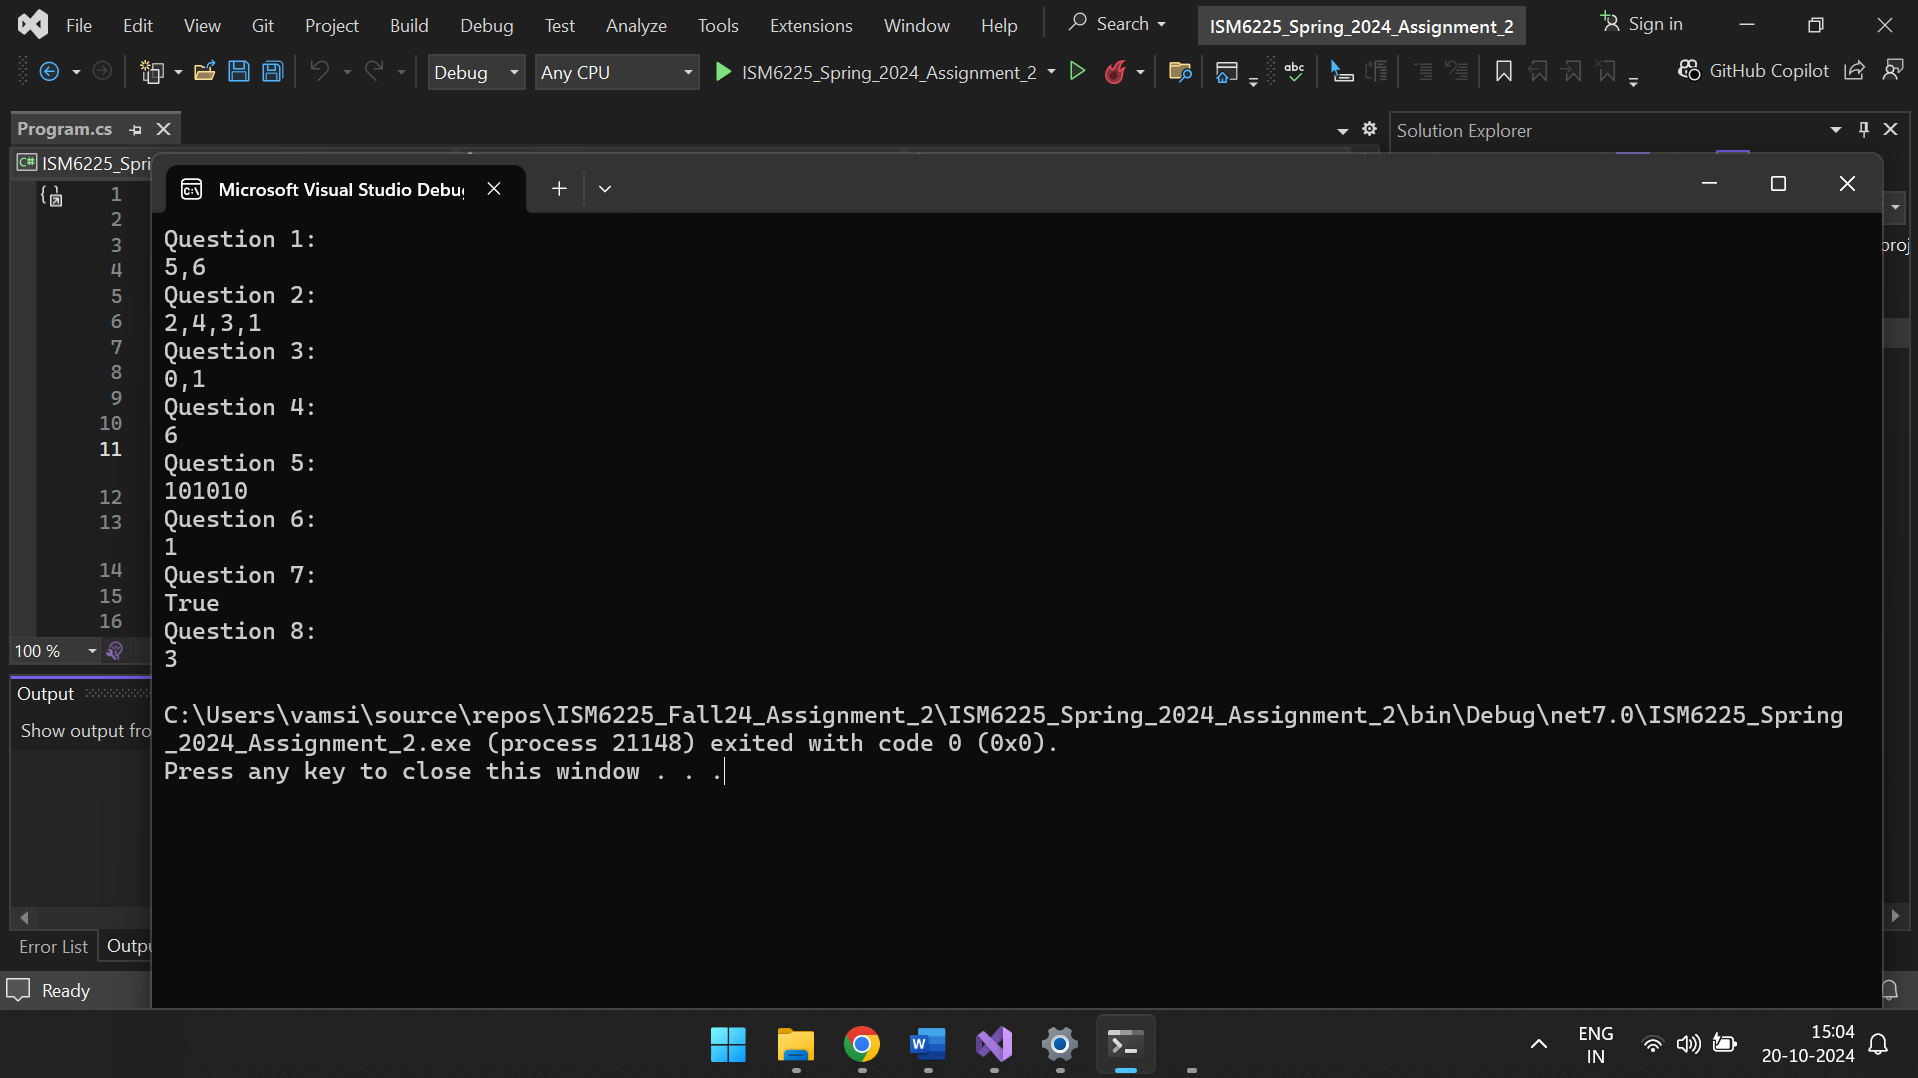 File Edit View Git Project Build Debug Test Analyze Tools Extensions Window Help Search ISM6225_Spring_2024_Assignment_2 Sign in
Debug Any CPU ISM6225_Spring_2024_Assignment_2 abc GitHub Copilot
Program.cs
Solution Explorer
C# ISM6225_Spri
Microsoft Visual Studio Debug
1
2
3
4
5
6
7
8
9
10
11
12
13
14
15
16
proj
Question 1:
5,6
Question 2:
2,4,3,1
Question 3:
0,1
Question 4:
6
Question 5:
101010
Question 6:
1
Question 7:
True
Question 8:
3
C:\Users\vamsi\source\repos\ISM6225_Fall24_Assignment_2\ISM6225_Spring_2024_Assignment_2\bin\Debug\net7.0\ISM6225_Spring
_2024_Assignment_2.exe (process 21148) exited with code 0 (0x0).
Press any key to close this window . . .
100 %
Output
Show output fro
Error List Outpu
Ready
ENG
IN
15:04
20-10-2024